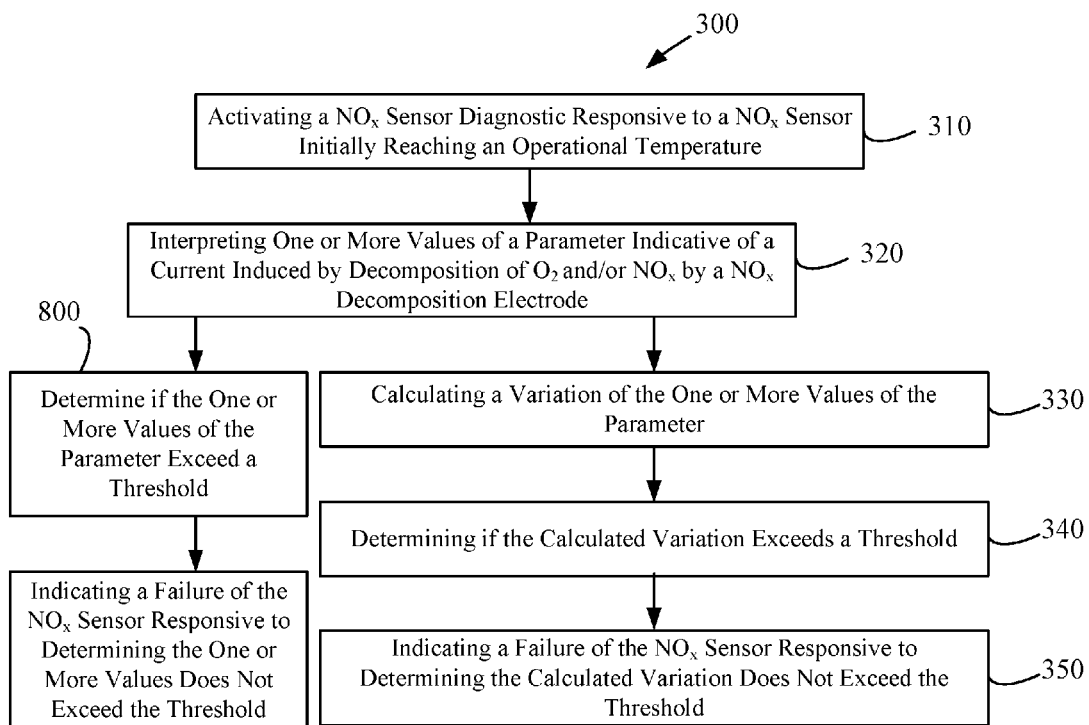 300
Activating a NOx Sensor Diagnostic Responsive to a NOx Sensor
Initially Reaching an Operational Temperature
310
Interpreting One or More Values of a Parameter Indicative of a
Current Induced by Decomposition of O2 and/or NOx by a NOx
Decomposition Electrode
320
800
Determine if the One or
More Values of the
Parameter Exceed a
Threshold
Calculating a Variation of the One or More Values of the
Parameter
330
Determining if the Calculated Variation Exceeds a Threshold
340
Indicating a Failure of the
NOx Sensor Responsive to
Determining the One or
More Values Does Not
Exceed the Threshold
Indicating a Failure of the NOx Sensor Responsive to
Determining the Calculated Variation Does Not Exceed the
Threshold
350